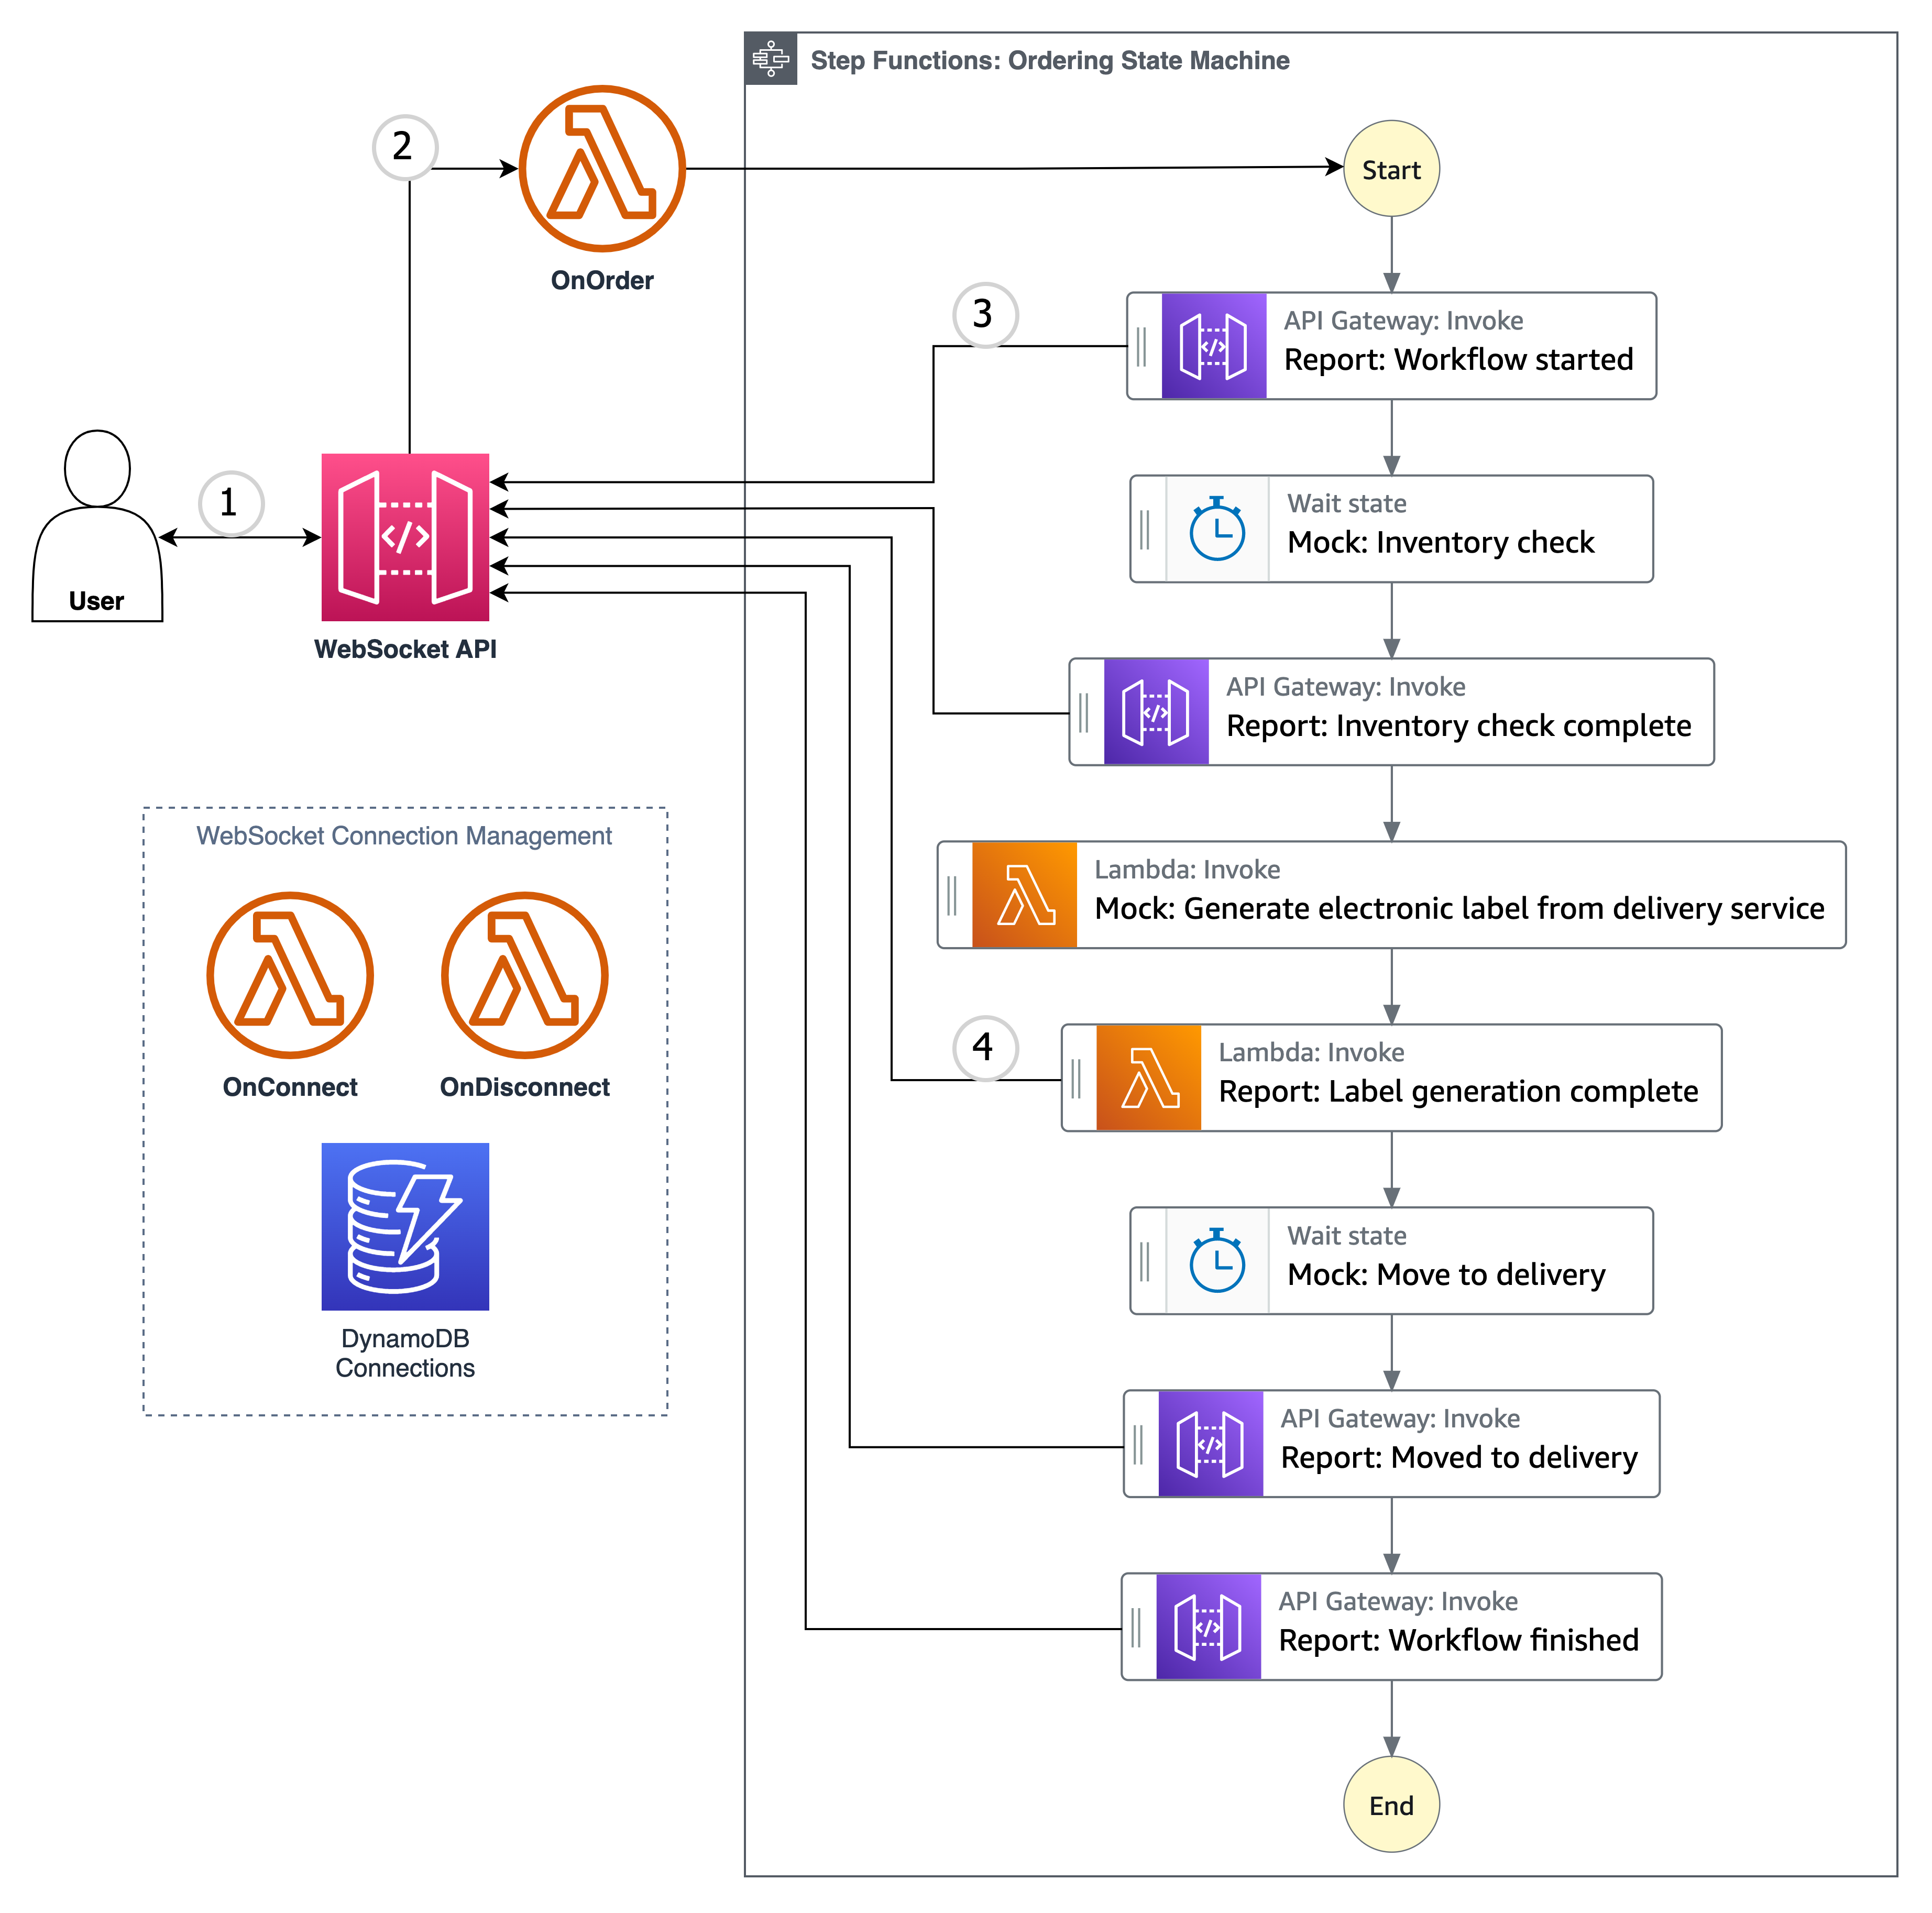 Step Functions: Ordering State Machine
2
Start
OnOrder
3
API Gateway: Invoke
Report: Workflow started
1
User
WebSocket API
Wait state
Mock: Inventory check
API Gateway: Invoke
Report: Inventory check complete
WebSocket Connection Management
OnConnect
OnDisconnect
DynamoDB
Connections
Lambda: Invoke
Mock: Generate electronic label from delivery service
4
Lambda: Invoke
Report: Label generation complete
Wait state
Mock: Move to delivery
API Gateway: Invoke
Report: Moved to delivery
API Gateway: Invoke
Report: Workflow finished
End